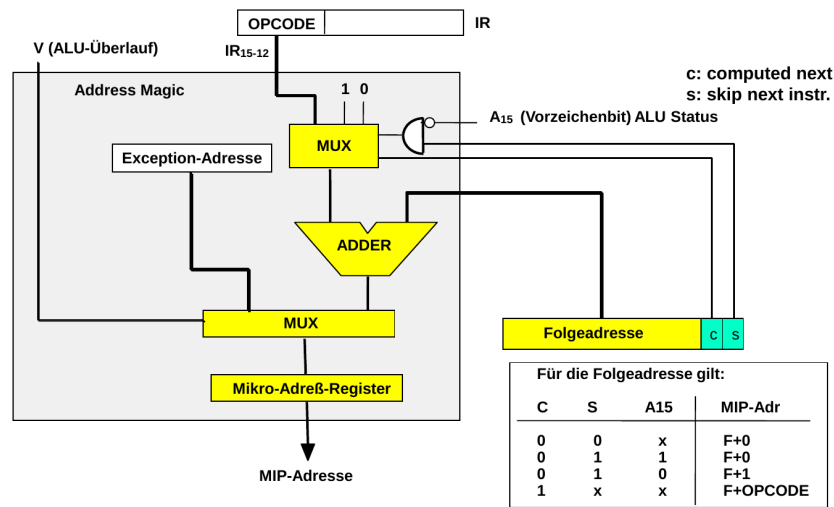 OPCODE
IR
V (ALU-Überlauf)
IR15-12
c: computed next
s: skip next instr.
Address Magic
1 0
A15 (Vorzeichenbit) ALU Status
MUX
Exception-Adresse
ADDER
MUX
Folgeadresse
c
s
Für die Folgeadresse gilt:
Mikro-Adreß-Register
C S A15 MIP-Adr
0 0 x F+0
0 1 1 F+0
0 1 0 F+1
1 x x F+OPCODE
MIP-Adresse